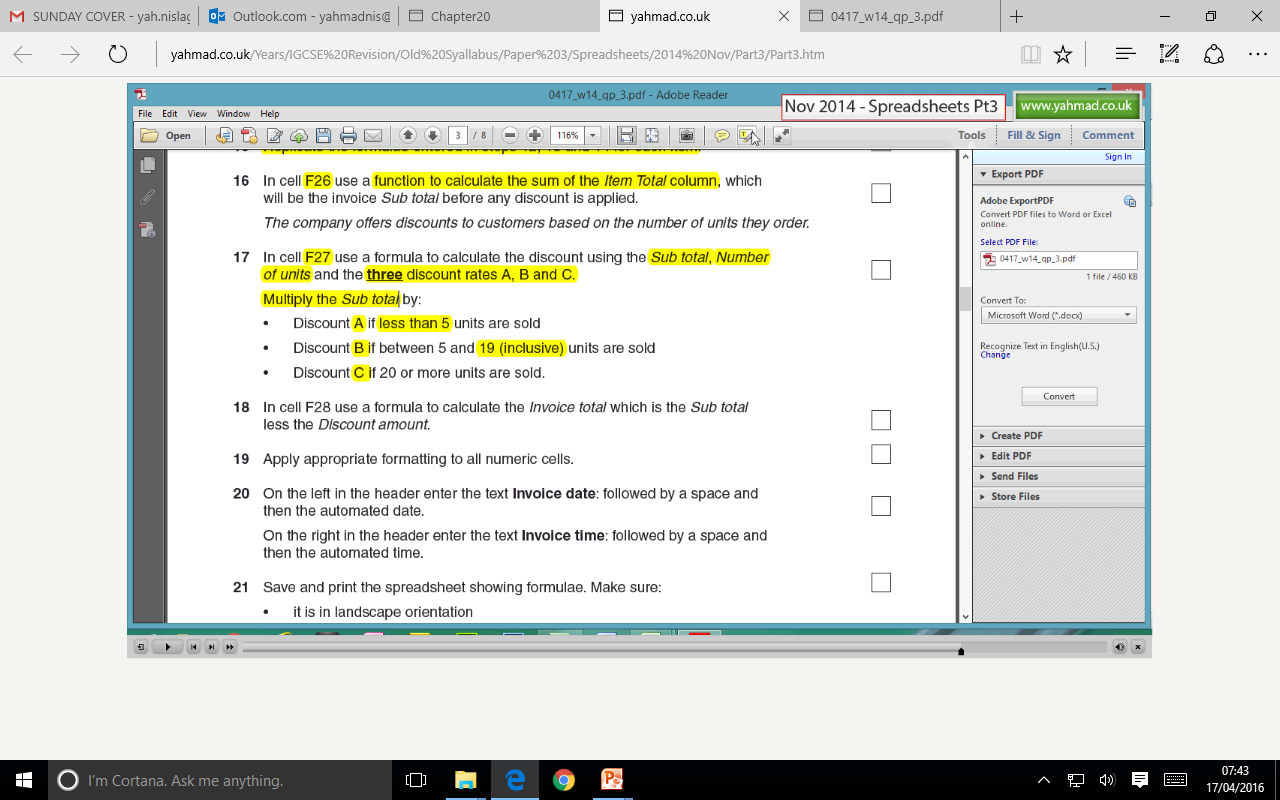 SUNDAY COVER - yah.nislag
Outlook.com - yahmadnis@
Chapter20
yahmad.co.uk
0417_w14_qp_3.pdf
yahmad.co.uk/Years/IGCSE%20Revision/Old%20Syallabus/Paper%203/Spreadsheets/2014%20Nov/Part3/Part3.htm
0417_w14_qp_3.pdf - Adobe Reader
Nov 2014 - Spreadsheets Pt3
www.yahmad.co.uk
File Edit View Window Help
Open
3 / 8
116%
Tools Fill & Sign Comment
16 In cell F26 use a function to calculate the sum of the Item Total column, which
will be the invoice Sub total before any discount is applied.
The company offers discounts to customers based on the number of units they order.
17 In cell F27 use a formula to calculate the discount using the Sub total, Number
of units and the three discount rates A, B and C.
Multiply the Sub total by:
• Discount A if less than 5 units are sold
• Discount B if between 5 and 19 (inclusive) units are sold
• Discount C if 20 or more units are sold.
18 In cell F28 use a formula to calculate the Invoice total which is the Sub total
less the Discount amount.
19 Apply appropriate formatting to all numeric cells.
20 On the left in the header enter the text Invoice date: followed by a space and
then the automated date.
On the right in the header enter the text Invoice time: followed by a space and
then the automated time.
21 Save and print the spreadsheet showing formulae. Make sure:
• it is in landscape orientation
Sign In
Export PDF
Adobe ExportPDF
Convert PDF files to Word or Excel
online.
Select PDF File:
0417_w14_qp_3.pdf
1 file / 460 KB
Convert To:
Microsoft Word (*.docx)
Recognize Text in English(U.S.)
Change
Convert
Create PDF
Edit PDF
Send Files
Store Files
I'm Cortana. Ask me anything.
07:43
17/04/2016